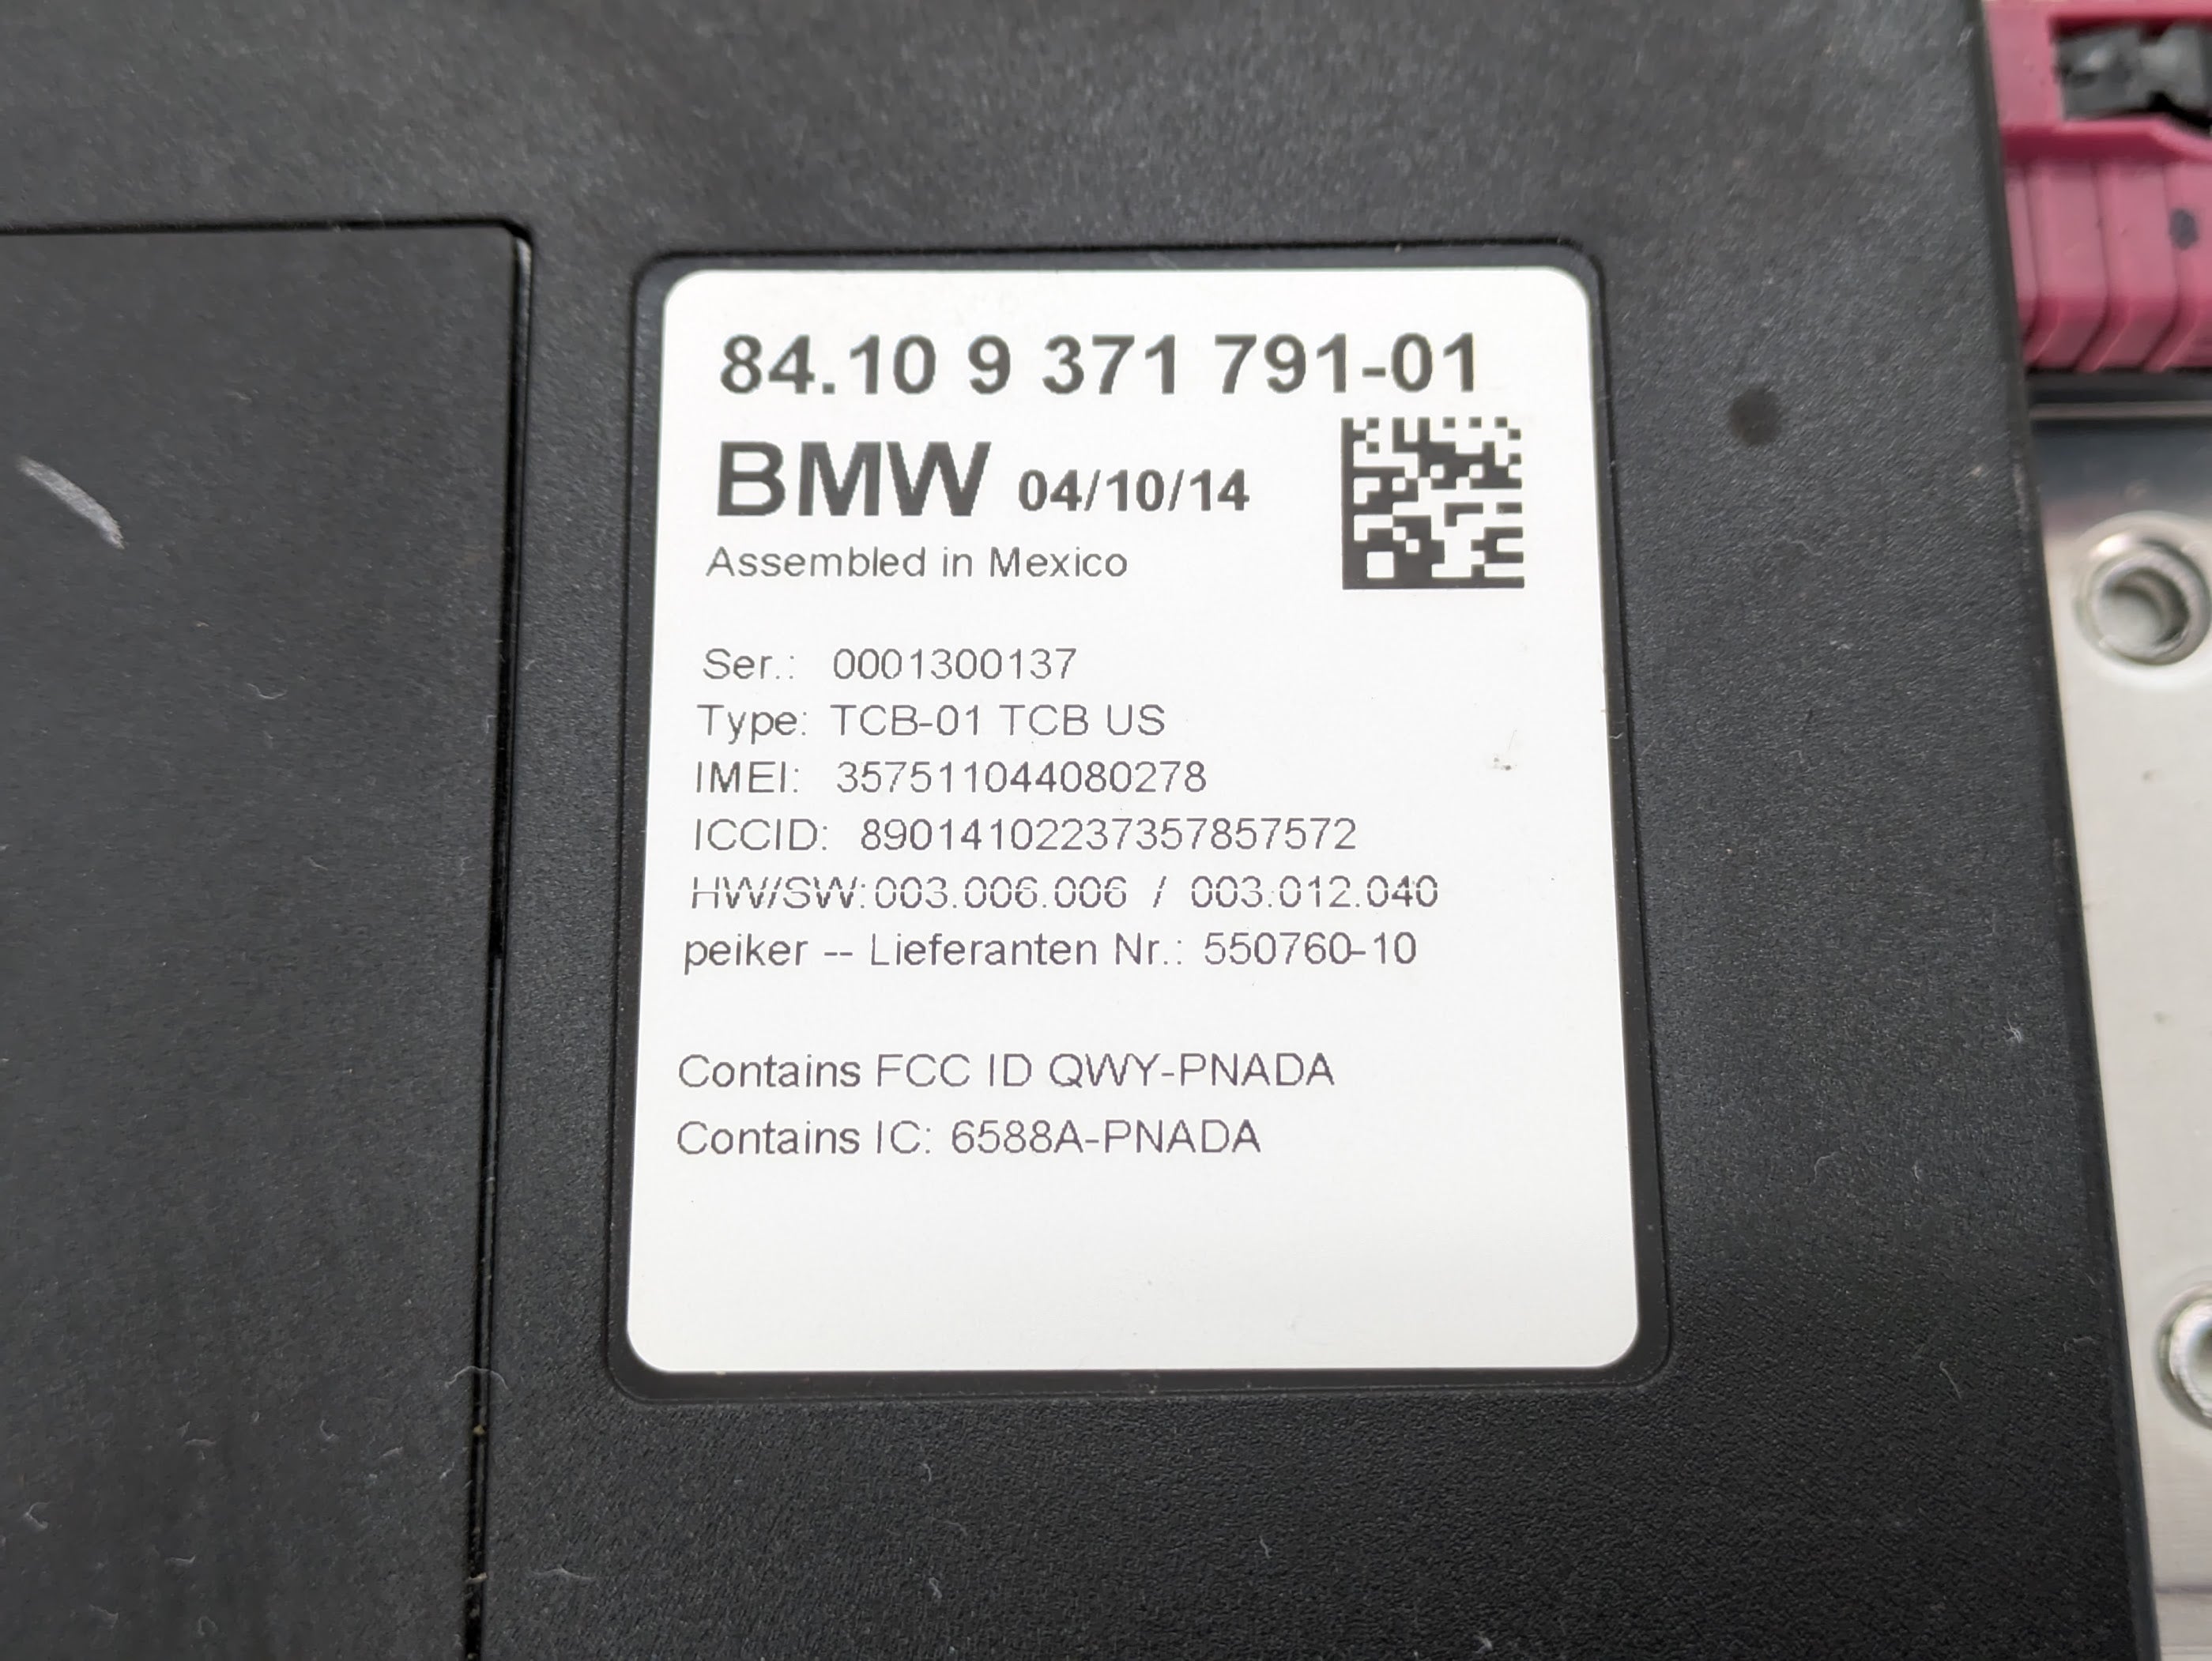 84.10 9 371 791-01
BMW 04/10/14
Assembled in Mexico
Ser.: 0001300137
Type: TCB-01 TCB US
IMEI: 357511044080278
ICCID: 89014102237357857572
HW/SW:003.006.006 / 003.012.040
peiker -- Lieferanten Nr.: 550760-10
Contains FCC ID QWY-PNADA
Contains IC: 6588A-PNADA